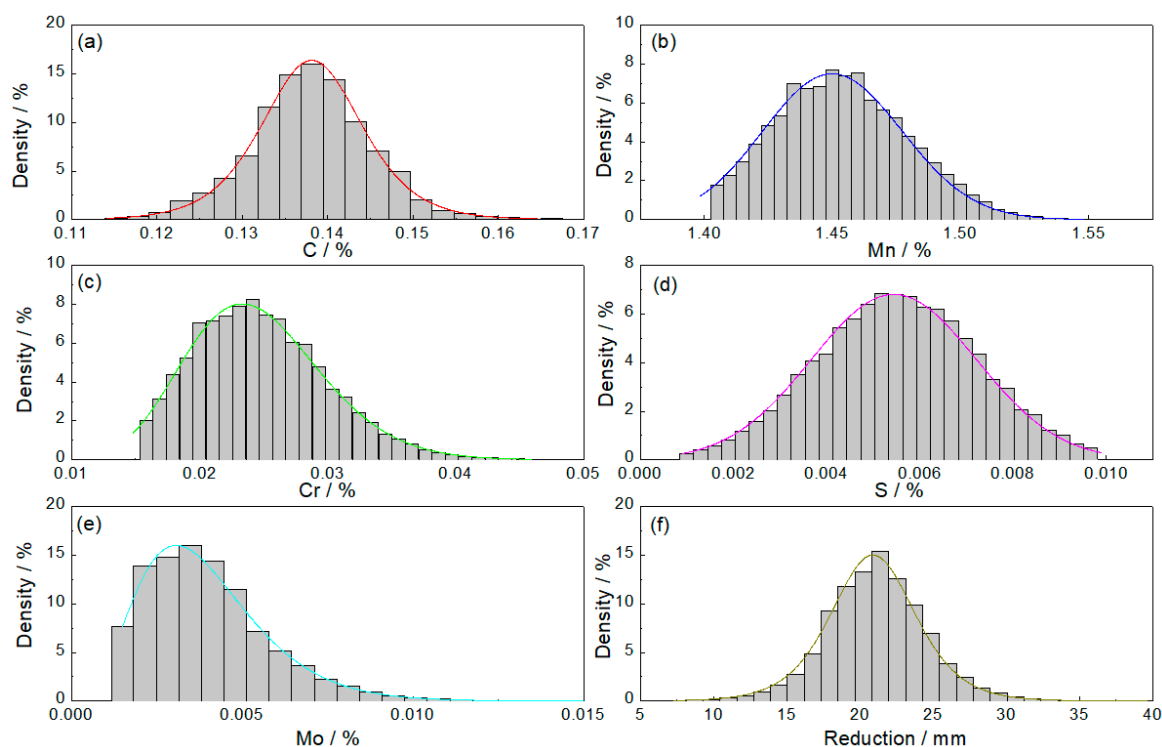 (a)
Density / %
20
15
10
5
0
0.11 0.12 0.13 0.14 0.15 0.16 0.17
C / %
(b)
Density / %
10
8
6
4
2
0
1.40 1.45 1.50 1.55
Mn / %
(c)
Density / %
10
8
6
4
2
0
0.01 0.02 0.03 0.04 0.05
Cr / %
(d)
Density / %
8
6
4
2
0
0.000 0.002 0.004 0.006 0.008 0.010
S / %
(e)
Density / %
20
15
10
5
0
0.000 0.005 0.010 0.015
Mo / %
(f)
Density / %
20
15
10
5
0
5 10 15 20 25 30 35 40
Reduction / mm